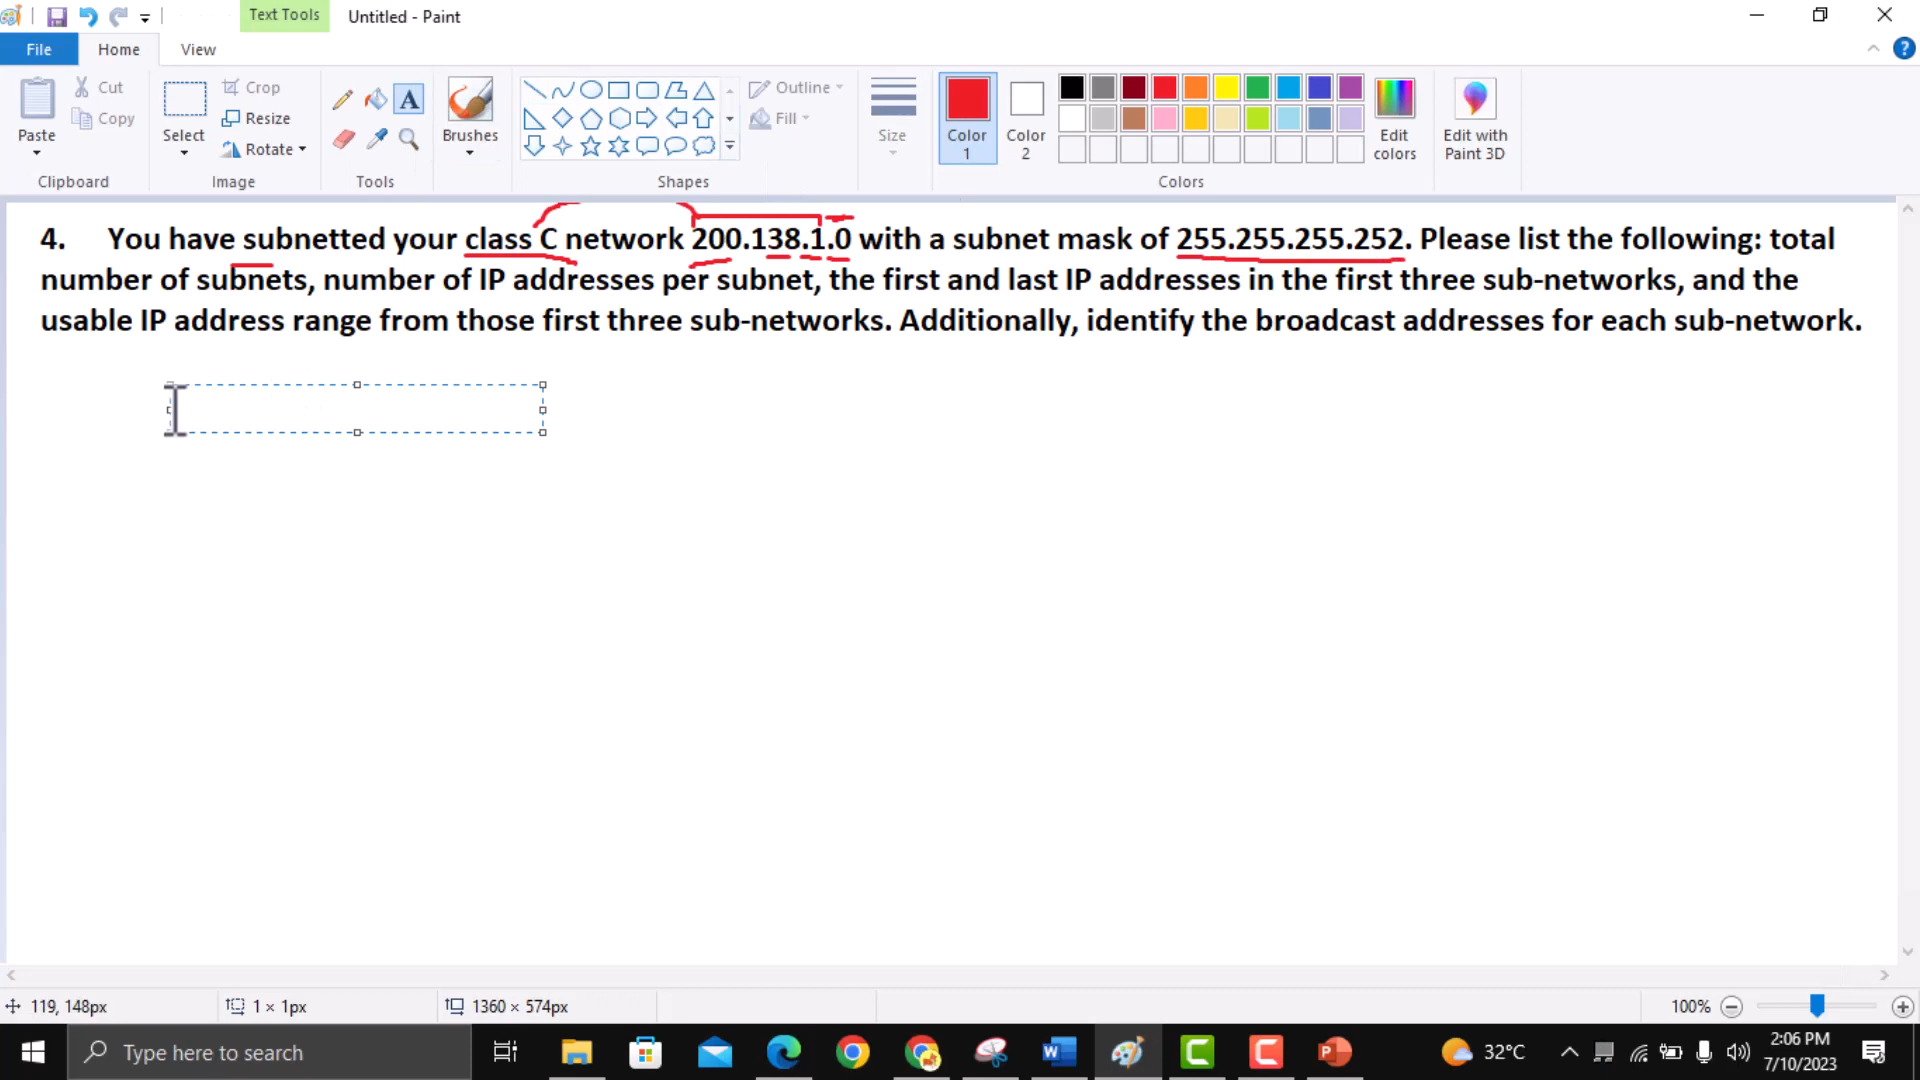 Text Tools
Untitled - Paint
File
Home
View
Paste
Cut
Copy
Clipboard
Select
Crop
Resize
Rotate
Image
A
Tools
Brushes
Shapes
Outline
Fill
Size
Color
1
Color
2
Edit
colors
Colors
Edit with
Paint 3D
4. You have subnetted your class C network 200.138.1.0 with a subnet mask of 255.255.255.252. Please list the following: total
number of subnets, number of IP addresses per subnet, the first and last IP addresses in the first three sub-networks, and the
usable IP address range from those first three sub-networks. Additionally, identify the broadcast addresses for each sub-network.
119, 148px
1 × 1px
1360 × 574px
100%
Type here to search
32°C
2:06 PM
7/10/2023